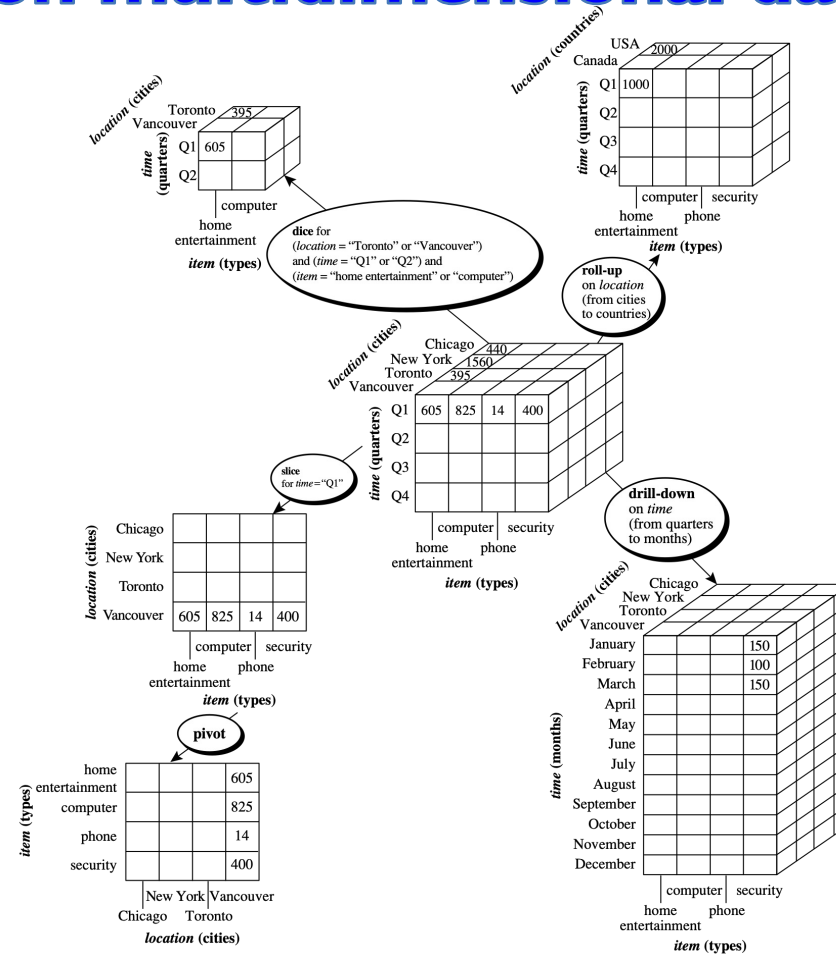 on multidimensional da
location (countries)
USA
2000
Canada
time (quarters)
Q1 1000
Q2
Q3
Q4
computer security
home entertainment
phone
item (types)
location (cities)
Toronto
395
Vancouver
time (quarters)
Q1 605
Q2
computer
home entertainment
item (types)
dice for
(location = “Toronto” or “Vancouver”)
and (time = “Q1” or “Q2”) and
(item = “home entertainment” or “computer”)
roll-up
on location
(from cities
to countries)
location (cities)
Chicago 440
New York 1560
Toronto 395
Vancouver
time (quarters)
Q1 605 825 14 400
Q2
Q3
Q4
computer security
home entertainment
phone
item (types)
slice
for time = “Q1”
drill-down
on time
(from quarters
to months)
location (cities)
Chicago
New York
Toronto
Vancouver 605 825 14 400
computer security
home entertainment
phone
item (types)
pivot
item (types)
home entertainment 605
computer 825
phone 14
security 400
New York Vancouver
Chicago Toronto
location (cities)
location (cities)
Chicago
New York
Toronto
Vancouver
time (months)
January 150
February 100
March 150
April
May
June
July
August
September
October
November
December
computer security
home entertainment
phone
item (types)